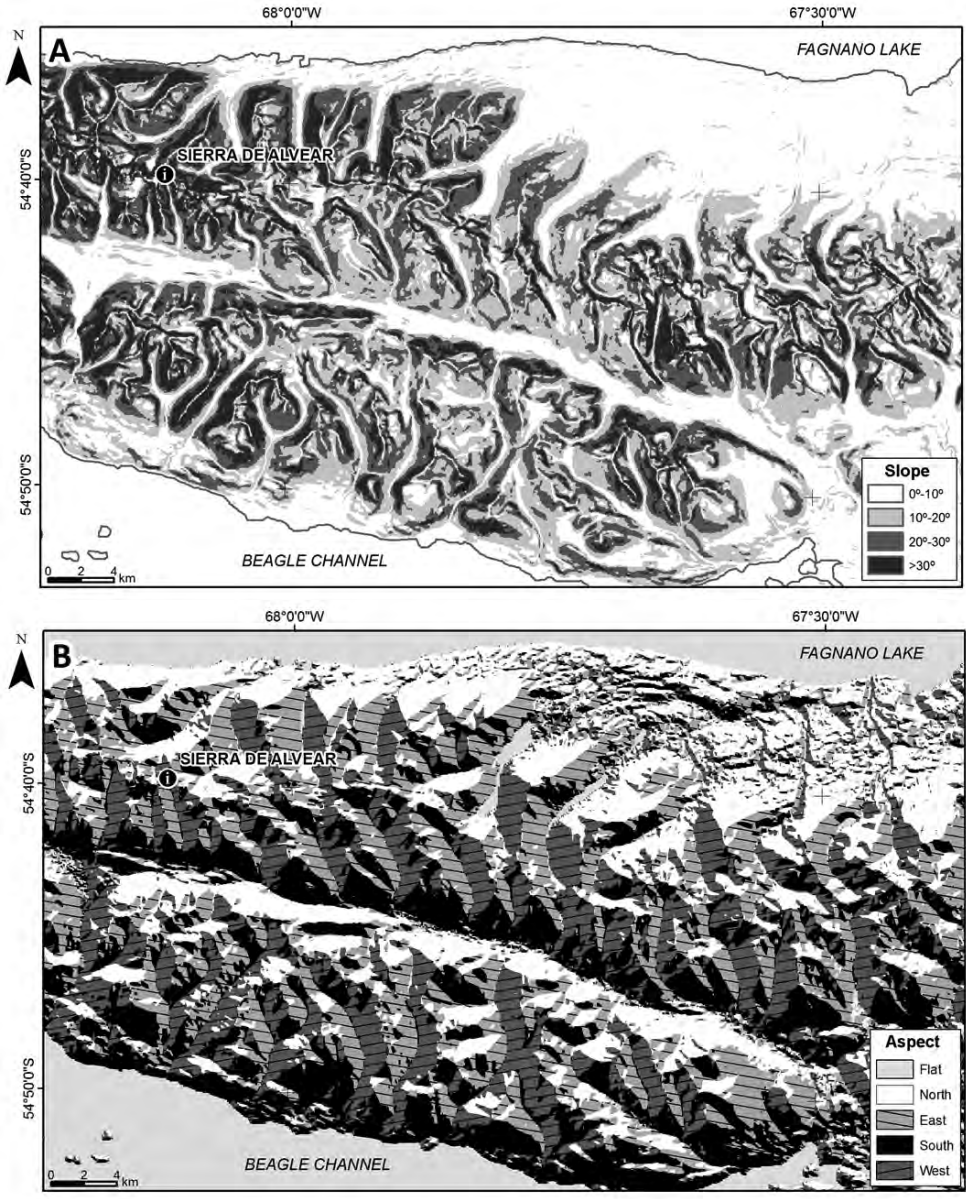 68°0'0"W
67°30'0"W
N
A
FAGNANO LAKE
SIERRA DE ALVEAR
i
54°40'0"S
54°50'0"S
Slope
0º-10º
10º-20º
20º-30º
>30º
BEAGLE CHANNEL
0 2 4 km
68°0'0"W
67°30'0"W
N
B
FAGNANO LAKE
SIERRA DE ALVEAR
i
54°40'0"S
54°50'0"S
Aspect
Flat
North
East
South
West
BEAGLE CHANNEL
0 2 4 km